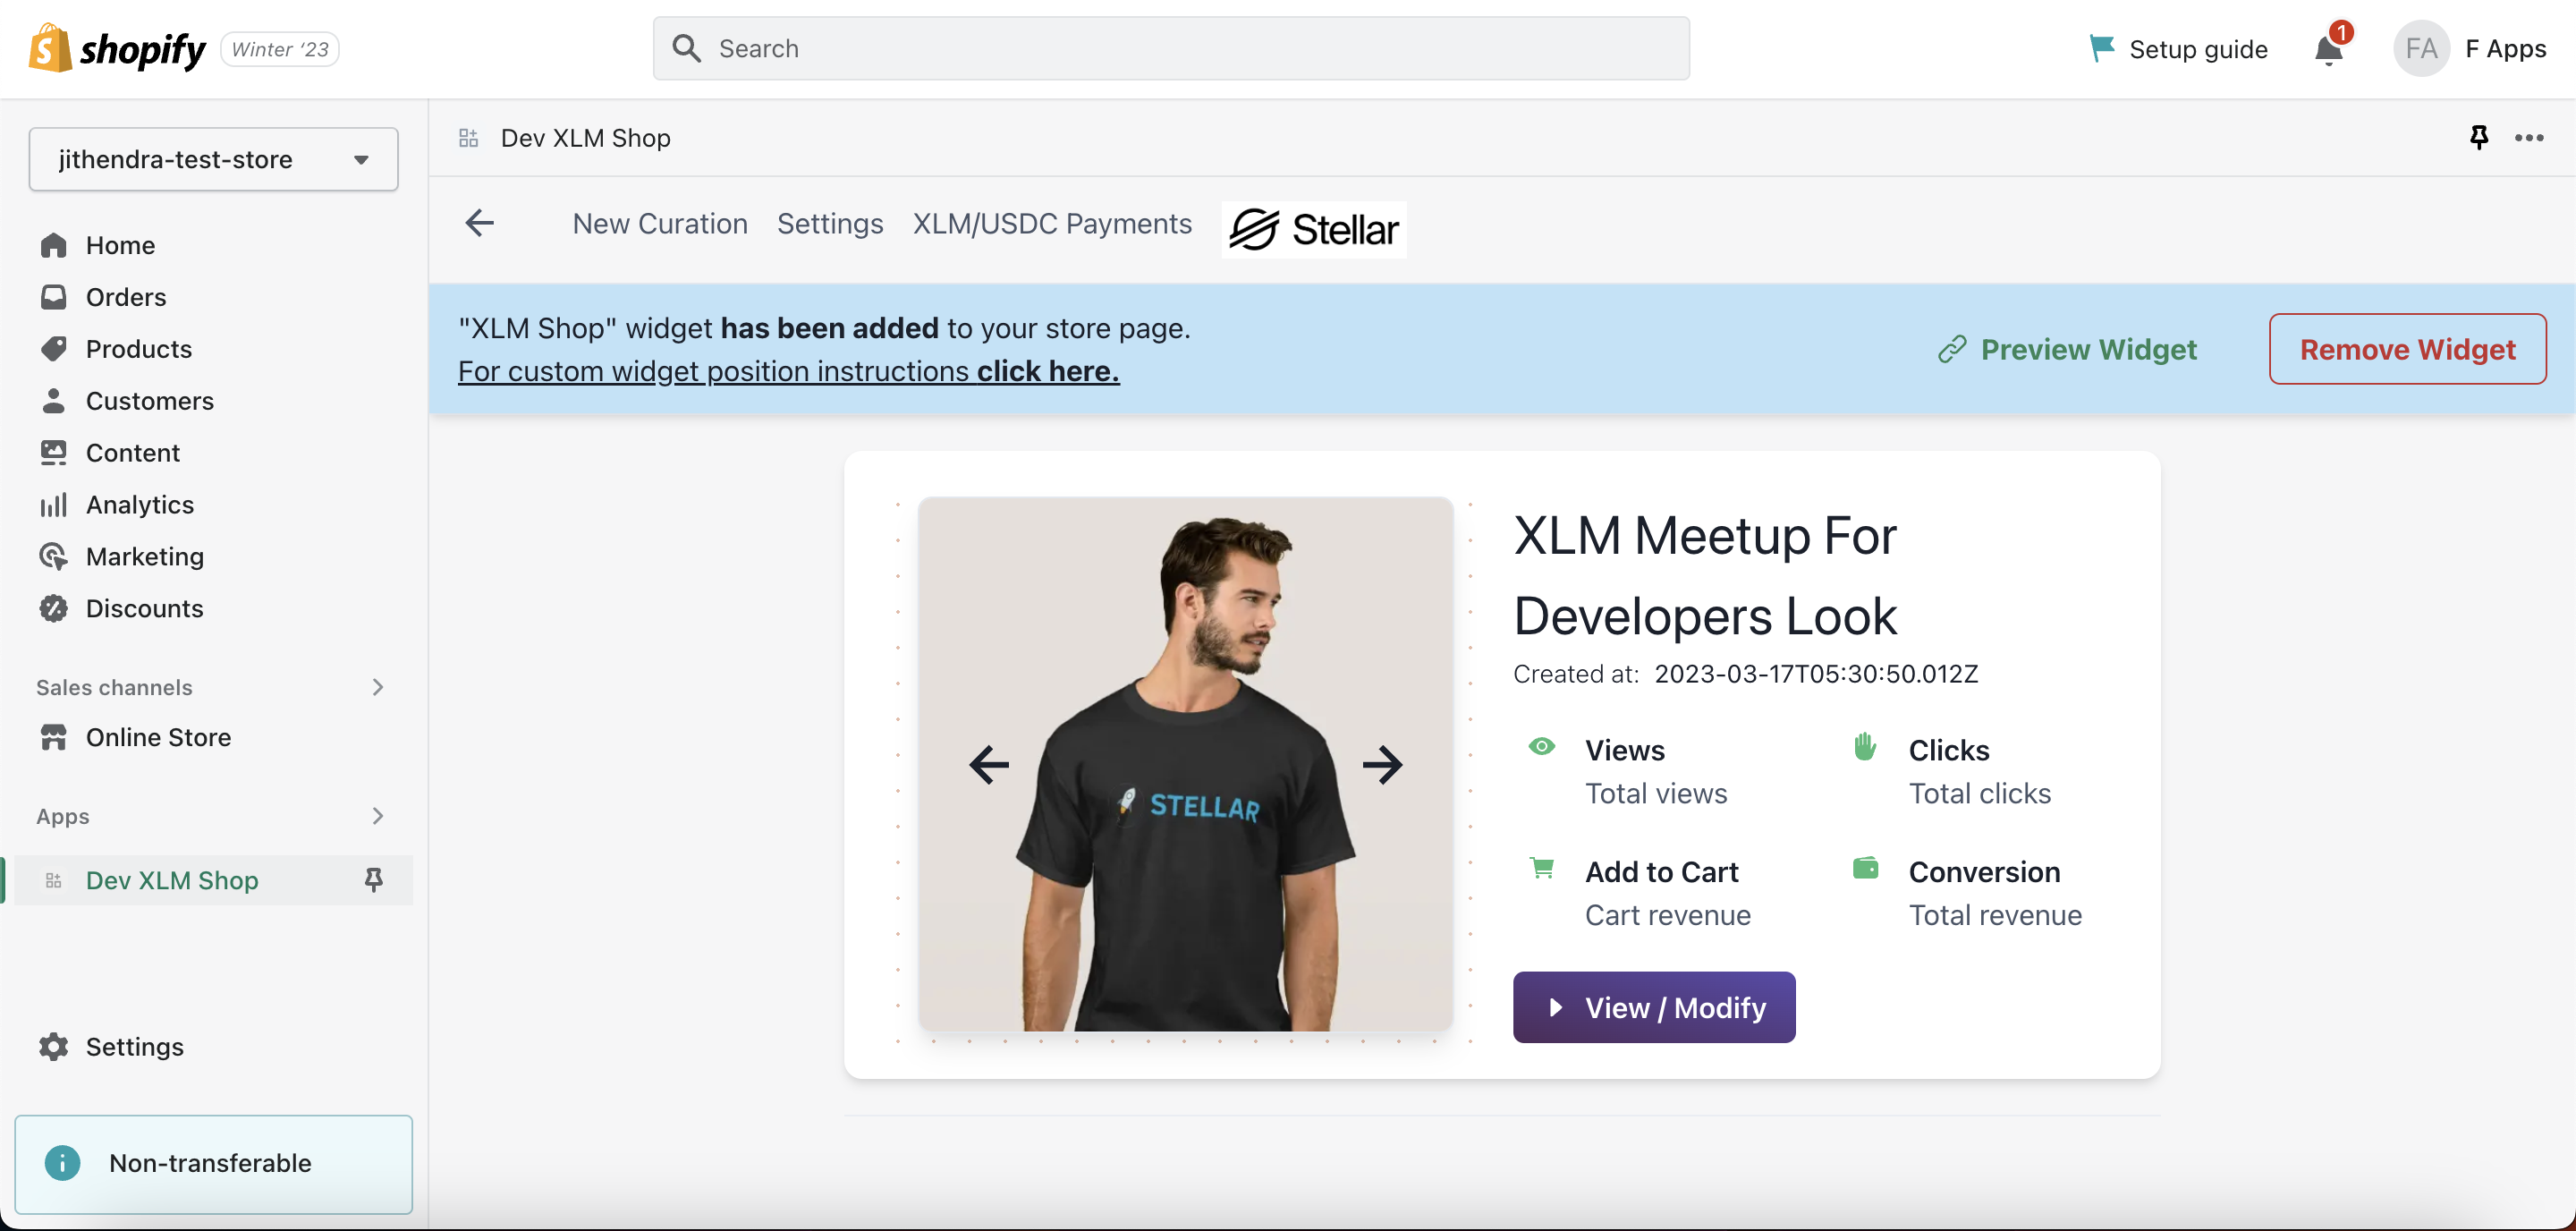 shopify
Winter ‘23
Search
Setup guide
1
FA
F Apps
jithendra-test-store
Home
Orders
Products
Customers
Content
Analytics
Marketing
Discounts
Sales channels
Online Store
Apps
Dev XLM Shop
Settings
Non-transferable
Dev XLM Shop
New Curation
Settings
XLM/USDC Payments
Stellar
"XLM Shop" widget has been added to your store page.
For custom widget position instructions click here.
Preview Widget
Remove Widget
STELLAR
XLM Meetup For
Developers Look
Created at: 2023-03-17T05:30:50.012Z
Views
Total views
Clicks
Total clicks
Add to Cart
Cart revenue
Conversion
Total revenue
View / Modify